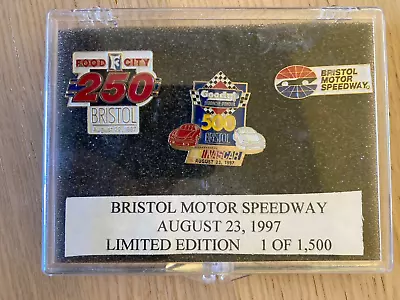 FOOD CITY
250
BRISTOL
Goody's
500
BRISTOL
NASCAR
AUGUST 23, 1997
BRISTOL
MOTOR
SPEEDWAY
BRISTOL MOTOR SPEEDWAY
AUGUST 23, 1997
LIMITED EDITION 1 OF 1,500